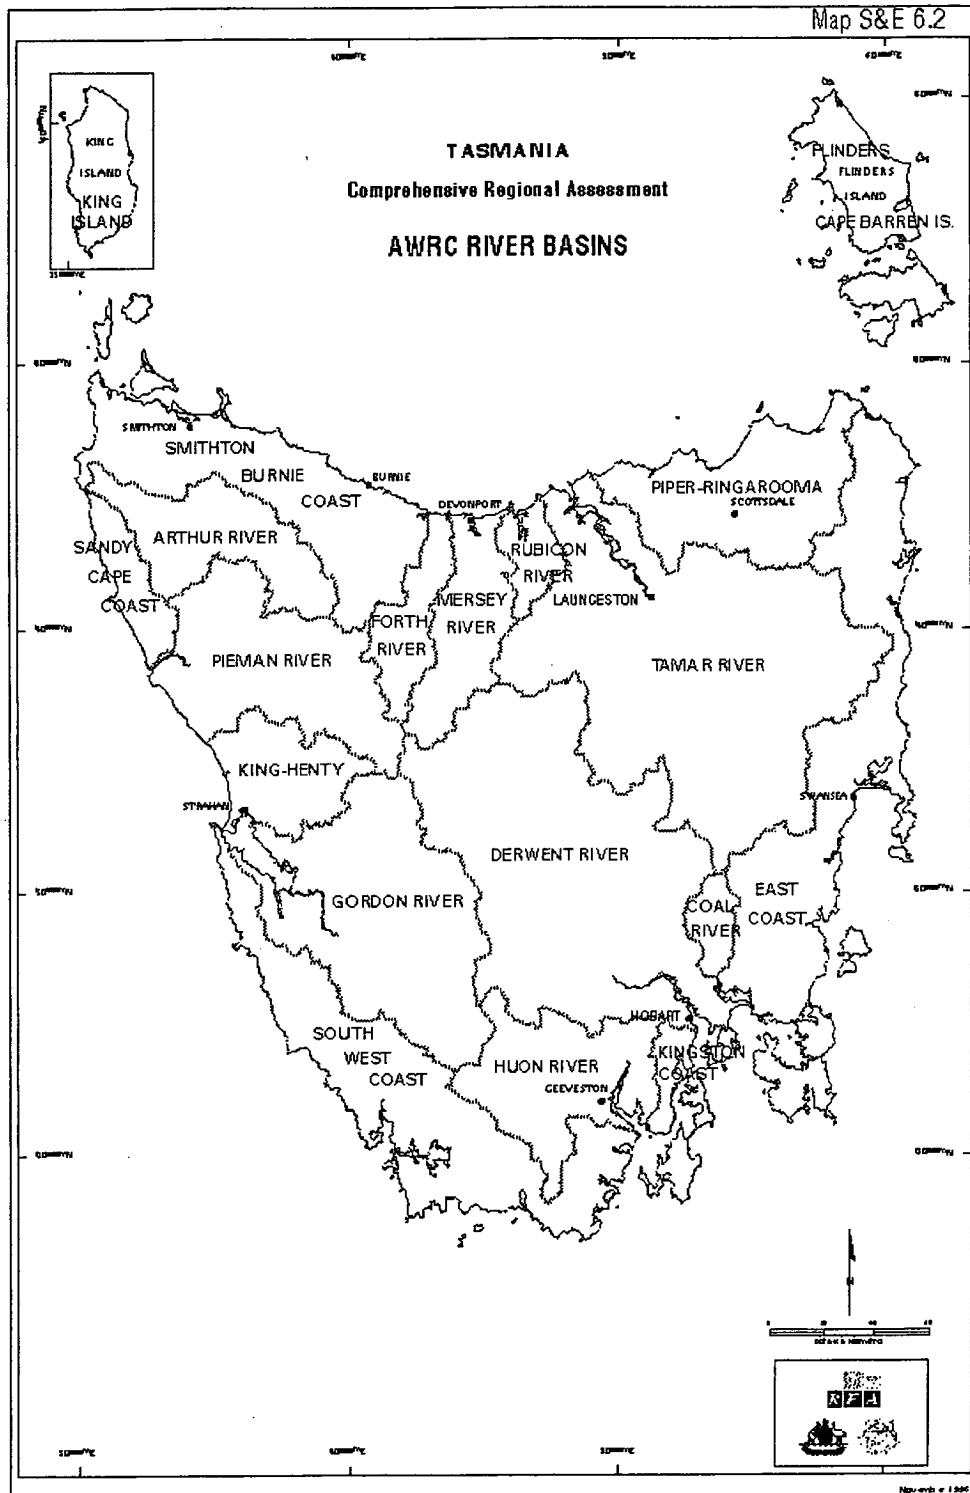 Map S&E 6.2
TASMANIA
Comprehensive Regional Assessment
AWRC RIVER BASINS
KING
ISLAND
KING
ISLAND
FLINDERS
FLINDERS
ISLAND
CAPE BARREN IS.
SMITHTON
SMITHTON
BURNIE
COAST
BURNIE
DEVONPORT
PIPER-RINGAROOMA
SCOTTSDALE
SANDY
CAPE
COAST
ARTHUR RIVER
RUBICON
RIVER
MERSEY
RIVER
FORTH
RIVER
LAUNCESTON
PIEMAN RIVER
TAMAR RIVER
KING-HENTY
STRAHAN
SWANSEA
DERWENT RIVER
GORDON RIVER
COAL
RIVER
EAST
COAST
HOBART
SOUTH
WEST
COAST
HUON RIVER
KINGSTON
COAST
GEEVESTON
N
RFA